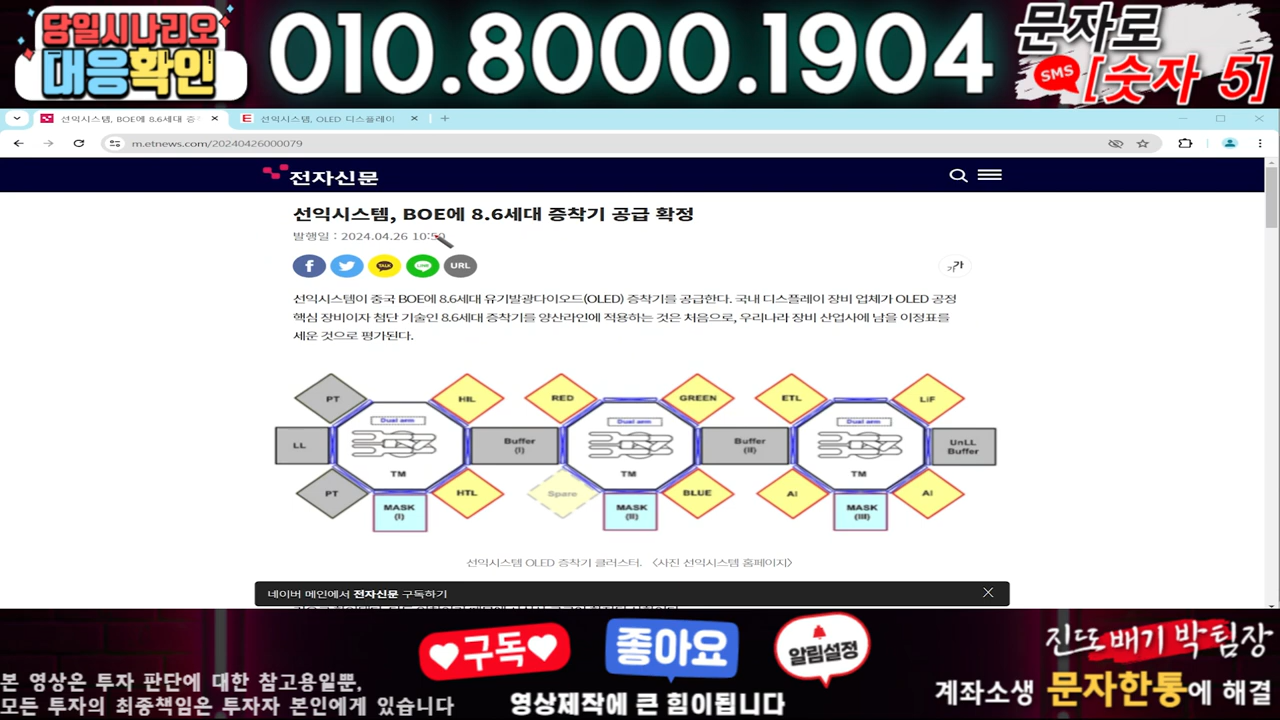 당일시나리오
대응확인
010.8000.1904
문자로
SMS
[숫자 5]
선익시스템, BOE에 8.6세대 증
선익시스템, OLED 디스플레이
m.etnews.com/20240426000079
전자신문
선익시스템, BOE에 8.6세대 증착기 공급 확정
발행일 : 2024.04.26 10:50
TALK
LINE
URL
가 가
선익시스템이 중국 BOE에 8.6세대 유기발광다이오드(OLED) 증착기를 공급한다. 국내 디스플레이 장비 업체가 OLED 공정
핵심 장비이자 첨단 기술인 8.6세대 증착기를 양산라인에 적용하는 것은 처음으로, 우리나라 장비 산업사에 남을 이정표를
세운 것으로 평가된다.
PT HIL RED GREEN ETL LiF
Dual arm Dual arm Dual arm
LL Buffer (I) Buffer (II) UnLL Buffer
TM TM TM
PT HTL Spare BLUE Al Al
MASK (I) MASK (II) MASK (III)
선익시스템 OLED 증착기 클러스터. 〈사진 선익시스템 홈페이지〉
네이버 메인에서 전자신문 구독하기
구독
좋아요
알림설정
영상제작에 큰 힘이됩니다
본 영상은 투자 판단에 대한 참고용일뿐,
모든 투자의 최종책임은 투자자 본인에게 있습니다
진또배기 박팀장
계좌소생 문자한통에 해결